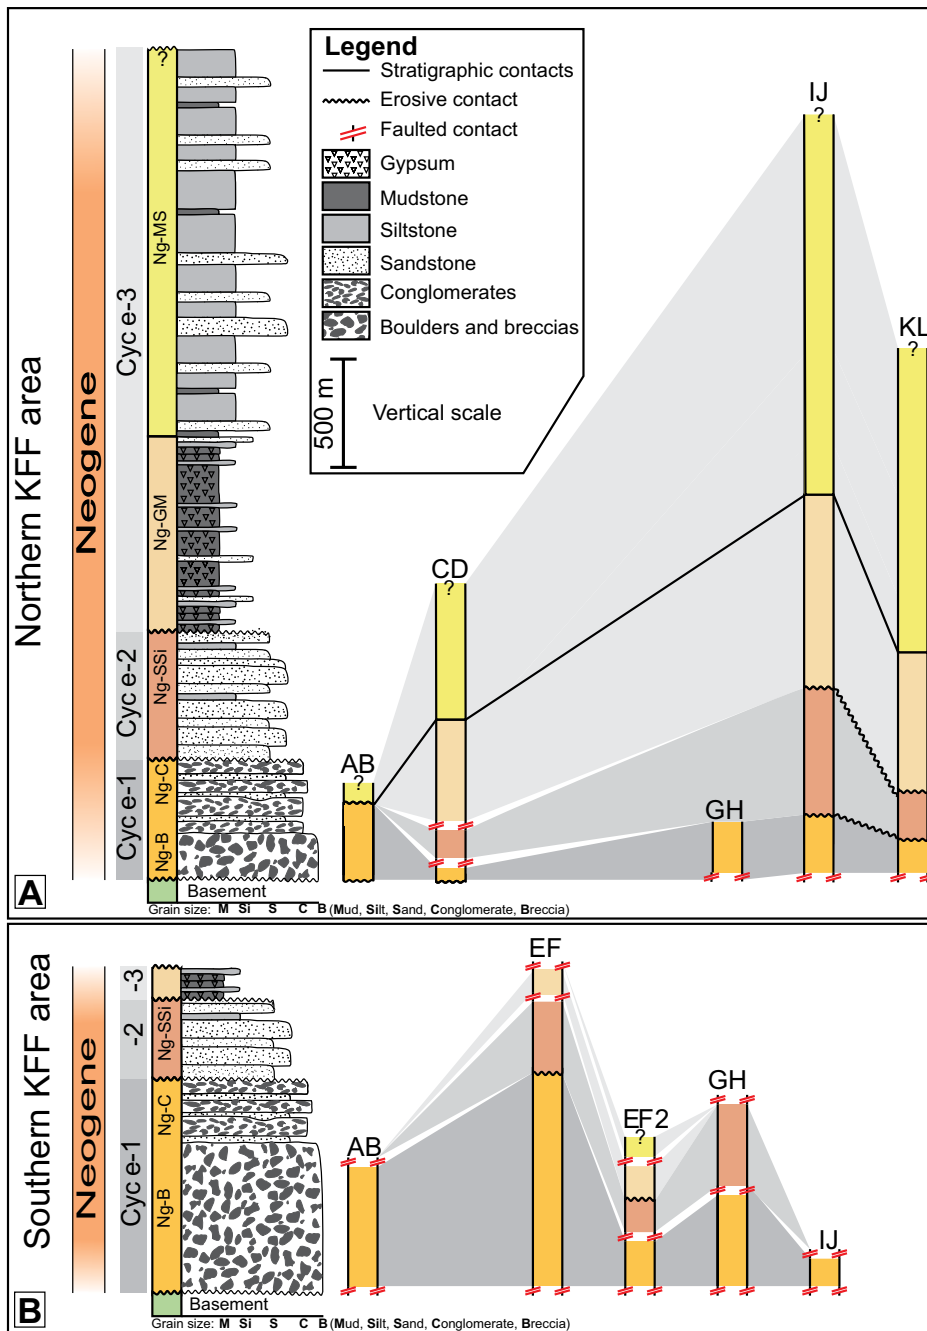 Northern KFF area
Neogene
Cyc e-3
Cyc e-2
Cyc e-1
?
Ng-MS
Ng-GM
Ng-SSi
Ng-C
Ng-B
Basement
Grain size: M Si S C B (Mud, Silt, Sand, Conglomerate, Breccia)
Legend
Stratigraphic contacts
Erosive contact
Faulted contact
Gypsum
Mudstone
Siltstone
Sandstone
Conglomerates
Boulders and breccias
500 m
Vertical scale
AB
?
CD
?
GH
IJ
?
KL
?
A
Southern KFF area
Neogene
-3
-2
Cyc e-1
Ng-SSi
Ng-C
Ng-B
Basement
Grain size: M Si S C B (Mud, Silt, Sand, Conglomerate, Breccia)
AB
EF
EF2
?
GH
IJ
B